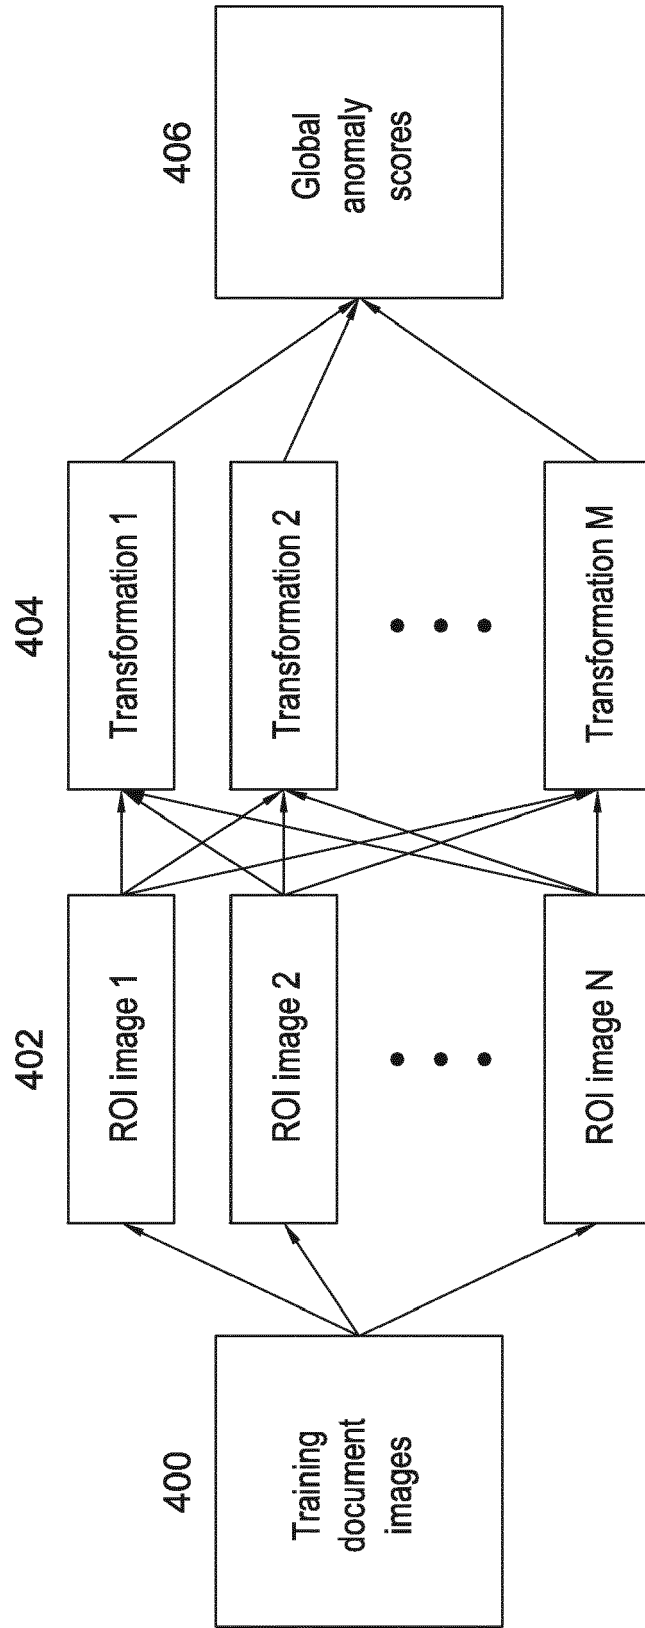 400
Training
document
images
402
ROI image 1
ROI image 2
ROI image N
404
Transformation 1
Transformation 2
Transformation M
406
Global
anomaly
scores